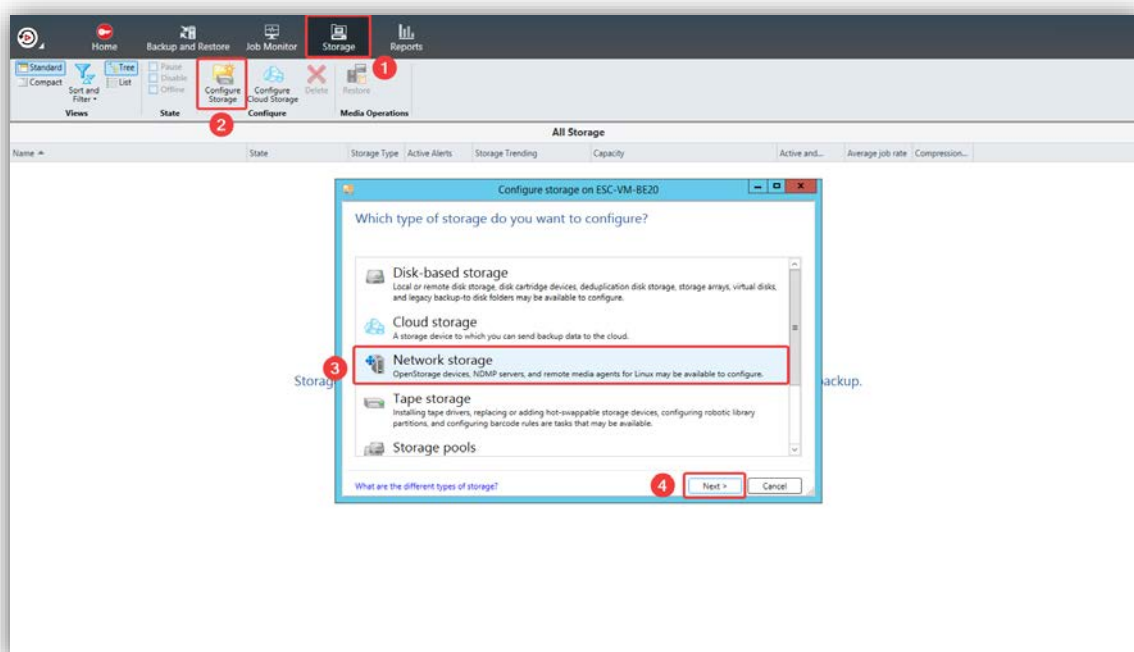 Home Backup and Restore Job Monitor Storage Reports
1
Standard Tree Pause
Compact Sort and Filter List Disable Configure Storage Configure Cloud Storage Delete Restore
Offline
Views State 2 Configure Media Operations
All Storage
Name State Storage Type Active Alerts Storage Trending Capacity Active and... Average job rate Compression...
Configure storage on ESC-VM-BE20
Which type of storage do you want to configure?
Disk-based storage
Local or remote disk storage, disk cartridge devices, deduplication disk storage, storage arrays, virtual disks,
and legacy backup-to disk folders may be available to configure.
Cloud storage
A storage device to which you can send backup data to the cloud.
3 Network storage
OpenStorage devices, NDMP servers, and remote media agents for Linux may be available to configure.
Storag ackup.
Tape storage
Installing tape drivers, replacing or adding hot-swappable storage devices, configuring robotic library
partitions, and configuring barcode rules are tasks that may be available.
Storage pools
What are the different types of storage? 4 Next > Cancel